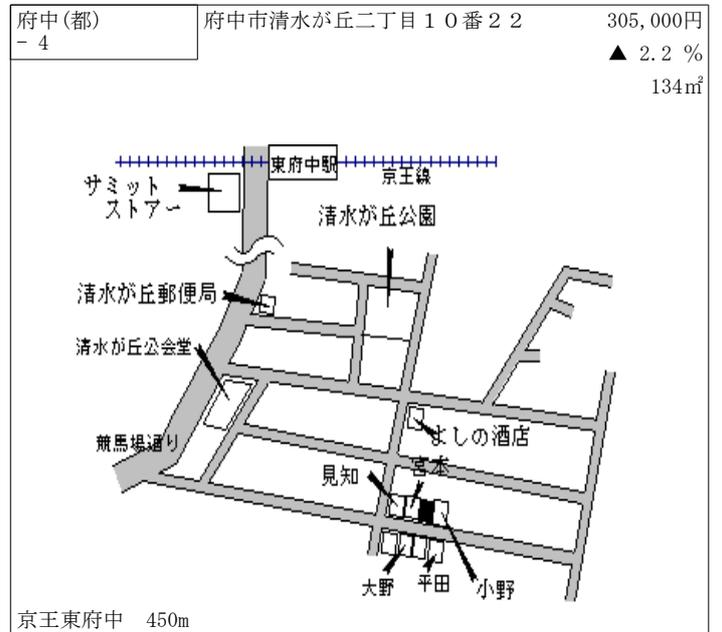 府中(都)
- 4
府中市清水が丘二丁目１０番２２
305,000円
▲ 2.2 %
134㎡
東府中駅
京王線
サミット
ストアー
清水が丘公園
清水が丘郵便局
清水が丘公会堂
よしの酒店
競馬場通り
宮本
見知
大野
平田
小野
京王東府中　450m